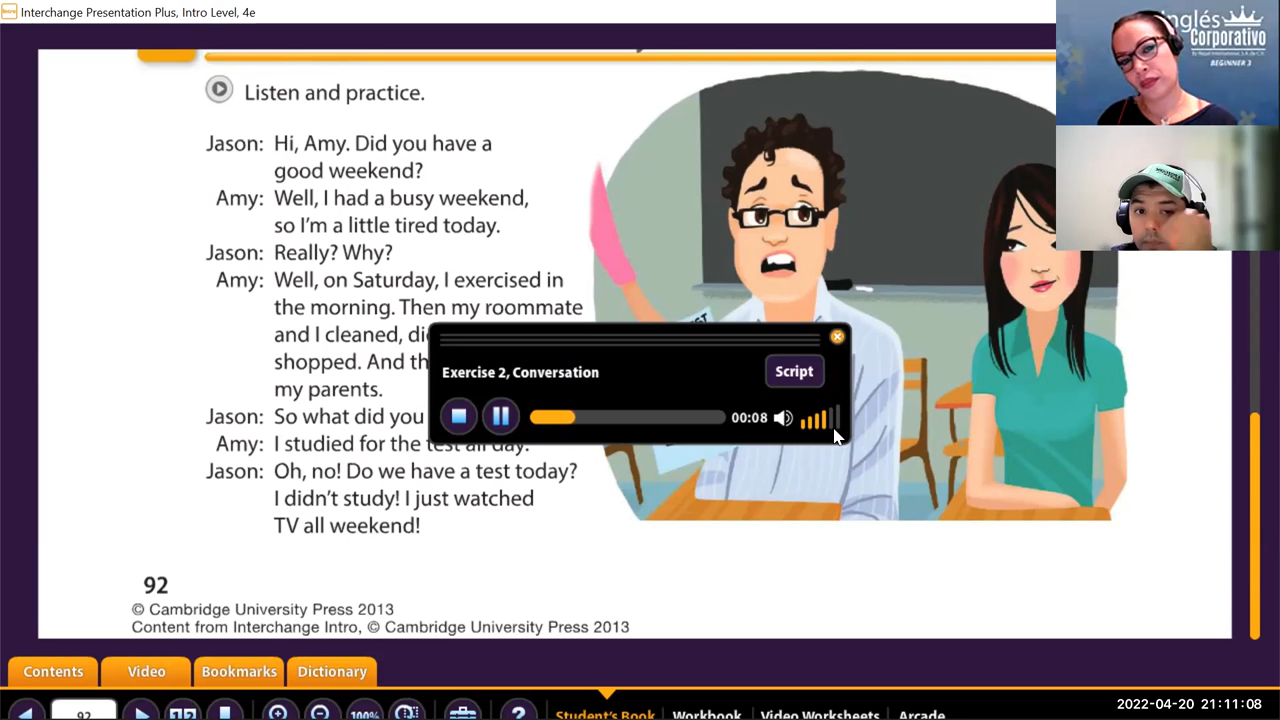 Interchange Presentation Plus, Intro Level, 4e
Inglés
Corporativo
BEGINNER 3
Listen and practice.
Jason: Hi, Amy. Did you have a
good weekend?
Amy: Well, I had a busy weekend,
so I'm a little tired today.
Jason: Really? Why?
Amy: Well, on Saturday, I exercised in
the morning. Then my roommate
and I cleaned,
shopped. And
my parents.
Jason: So what did you
Amy: I studied for the test all day.
Jason: Oh, no! Do we have a test today?
I didn't study! I just watched
TV all weekend!
Exercise 2, Conversation
Script
00:08
92
© Cambridge University Press 2013
Content from Interchange Intro, © Cambridge University Press 2013
Contents Video Bookmarks Dictionary
92 100% ? Student's Book Workbook Video Worksheets Arcade
2022-04-20 21:11:08